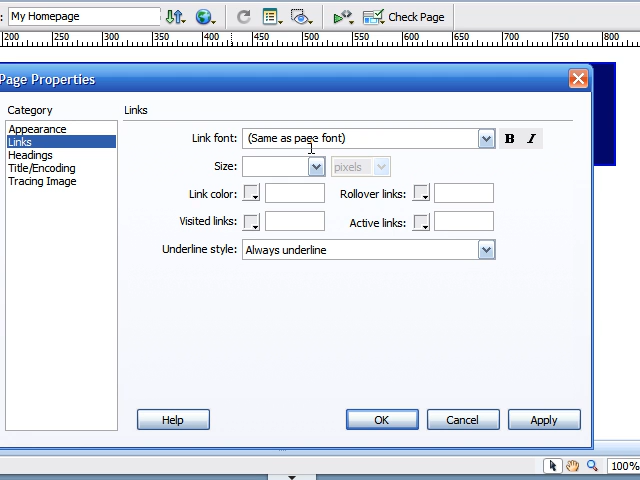 : My Homepage Check Page
200 250 300 350 400 450 500 550 600 650 700 750 800
Page Properties
Category
Links
Appearance
Links
Headings
Title/Encoding
Tracing Image
Link font: (Same as page font) B I
Size: pixels
Link color: Rollover links:
Visited links: Active links:
Underline style: Always underline
Help OK Cancel Apply
100%